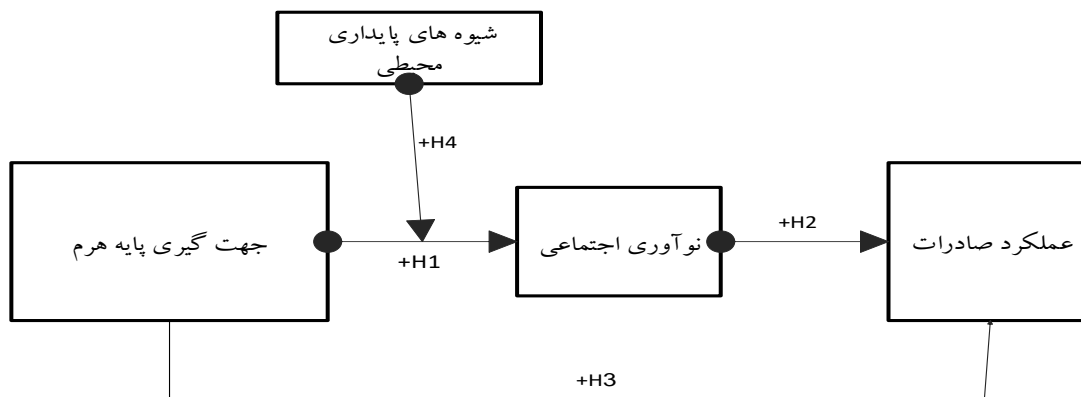 شیوه های پایداری
محیطی
+H4
جهت گیری پایه هرم
+H1
نوآوری اجتماعی
+H2
عملکرد صادرات
+H3